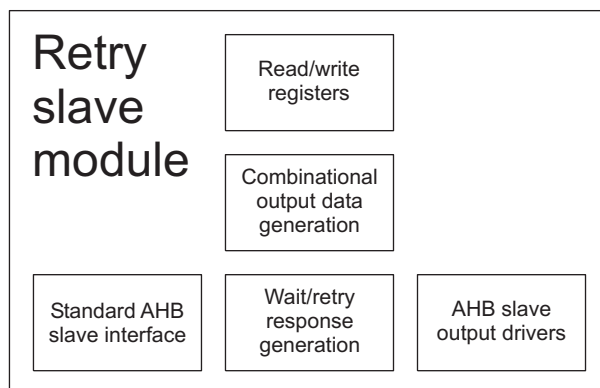 Retry
slave
module
Read/write
registers
Combinational
output data
generation
Standard AHB
slave interface
Wait/retry
response
generation
AHB slave
output drivers